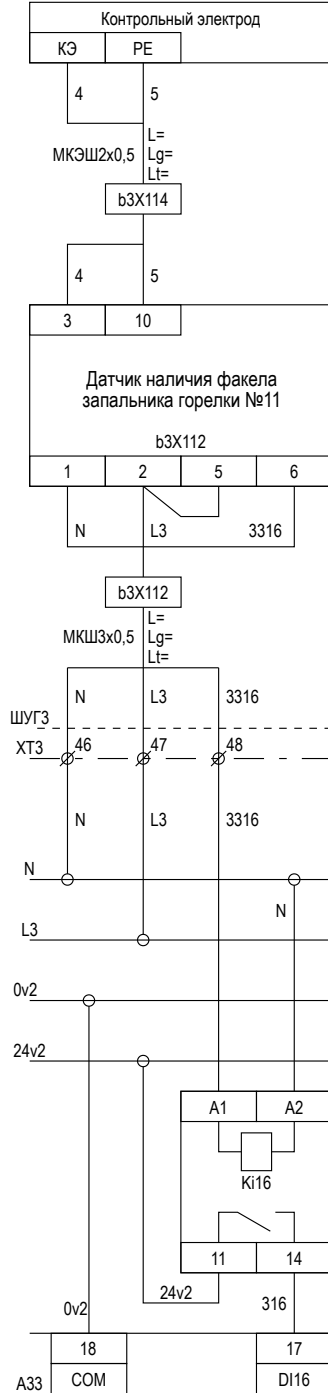 Контрольный электрод
КЭ PE
4 5
МКЭШ2х0,5
L=
Lg=
Lt=
b3X114
4 5
3 10
Датчик наличия факела
запальника горелки №11
b3X112
1 2 5 6
N L3 3316
b3X112
МКШ3х0,5
L=
Lg=
Lt=
N L3 3316
ШУГ3
ХТ3 46 47 48
N L3 3316
N
N
L3
0v2
24v2
A1 A2
Ki16
11 14
24v2
0v2 316
18 17
A33 COM DI16